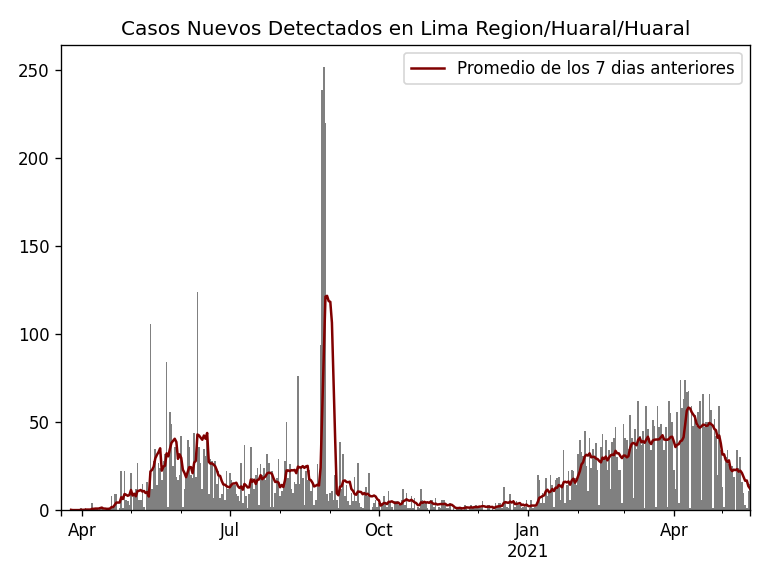 Casos Nuevos Detectados en Lima Region/Huaral/Huaral
Promedio de los 7 dias anteriores
250
200
150
100
50
0
Apr
Jul
Oct
Jan
2021
Apr